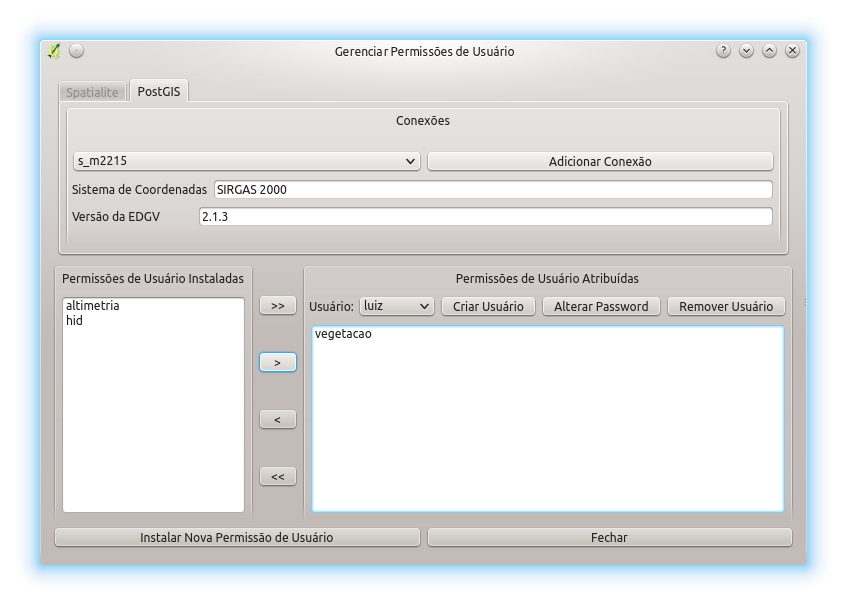 Gerenciar Permissões de Usuário
Spatialite PostGIS
Conexões
s_m2215 Adicionar Conexão
Sistema de Coordenadas SIRGAS 2000
Versão da EDGV 2.1.3
Permissões de Usuário Instaladas
altimetria
hid
>>
>
<
<<
Permissões de Usuário Atribuídas
Usuário: luiz Criar Usuário Alterar Password Remover Usuário
vegetacao
Instalar Nova Permissão de Usuário Fechar